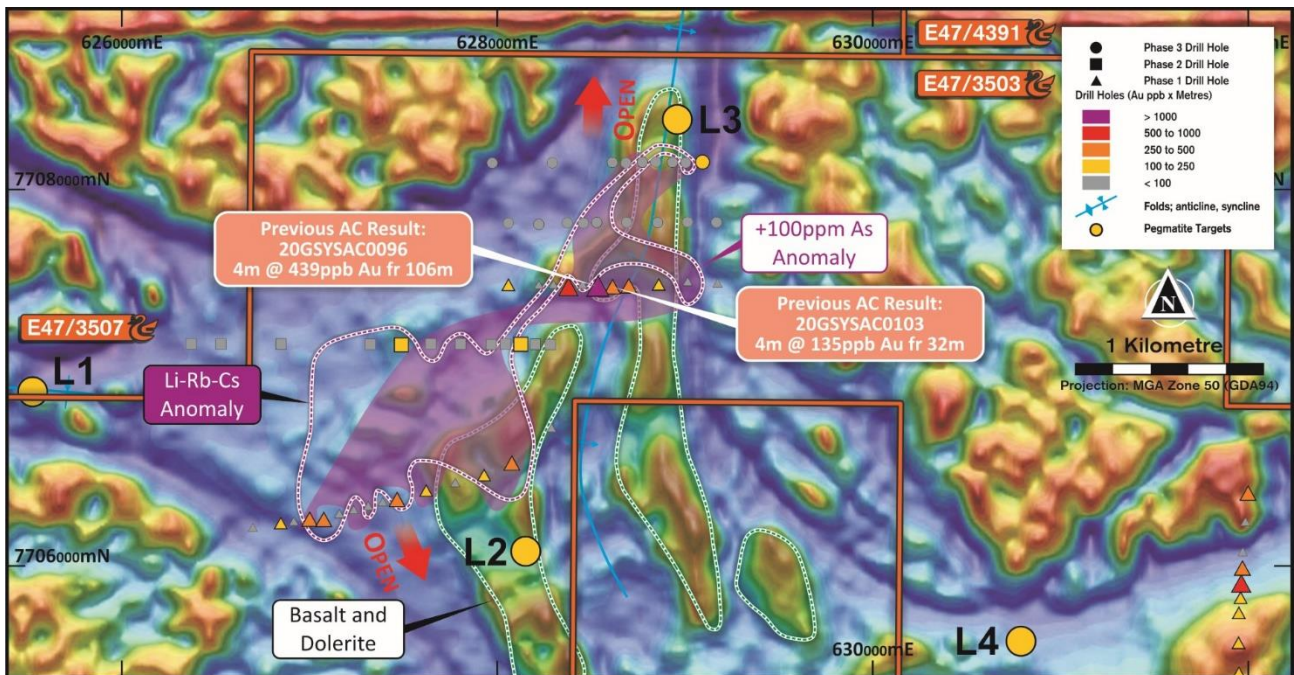 626000mE
628000mE
630000mE
E47/4391
E47/3503
Phase 3 Drill Hole
Phase 2 Drill Hole
Phase 1 Drill Hole
Drill Holes (Au ppb x Metres)
> 1000
500 to 1000
250 to 500
100 to 250
< 100
Folds; anticline, syncline
Pegmatite Targets
OPEN
L3
7708000mN
N
Previous AC Result:
20GSYSAC0096
4m @ 439ppb Au fr 106m
+100ppm As
Anomaly
Previous AC Result:
20GSYSAC0103
4m @ 135ppb Au fr 32m
N
1 Kilometre
Projection: MGA Zone 50 (GDA94)
E47/3507
L1
Li-Rb-Cs
Anomaly
7706000mN
OPEN
L2
Basalt and
Dolerite
630000mE
L4